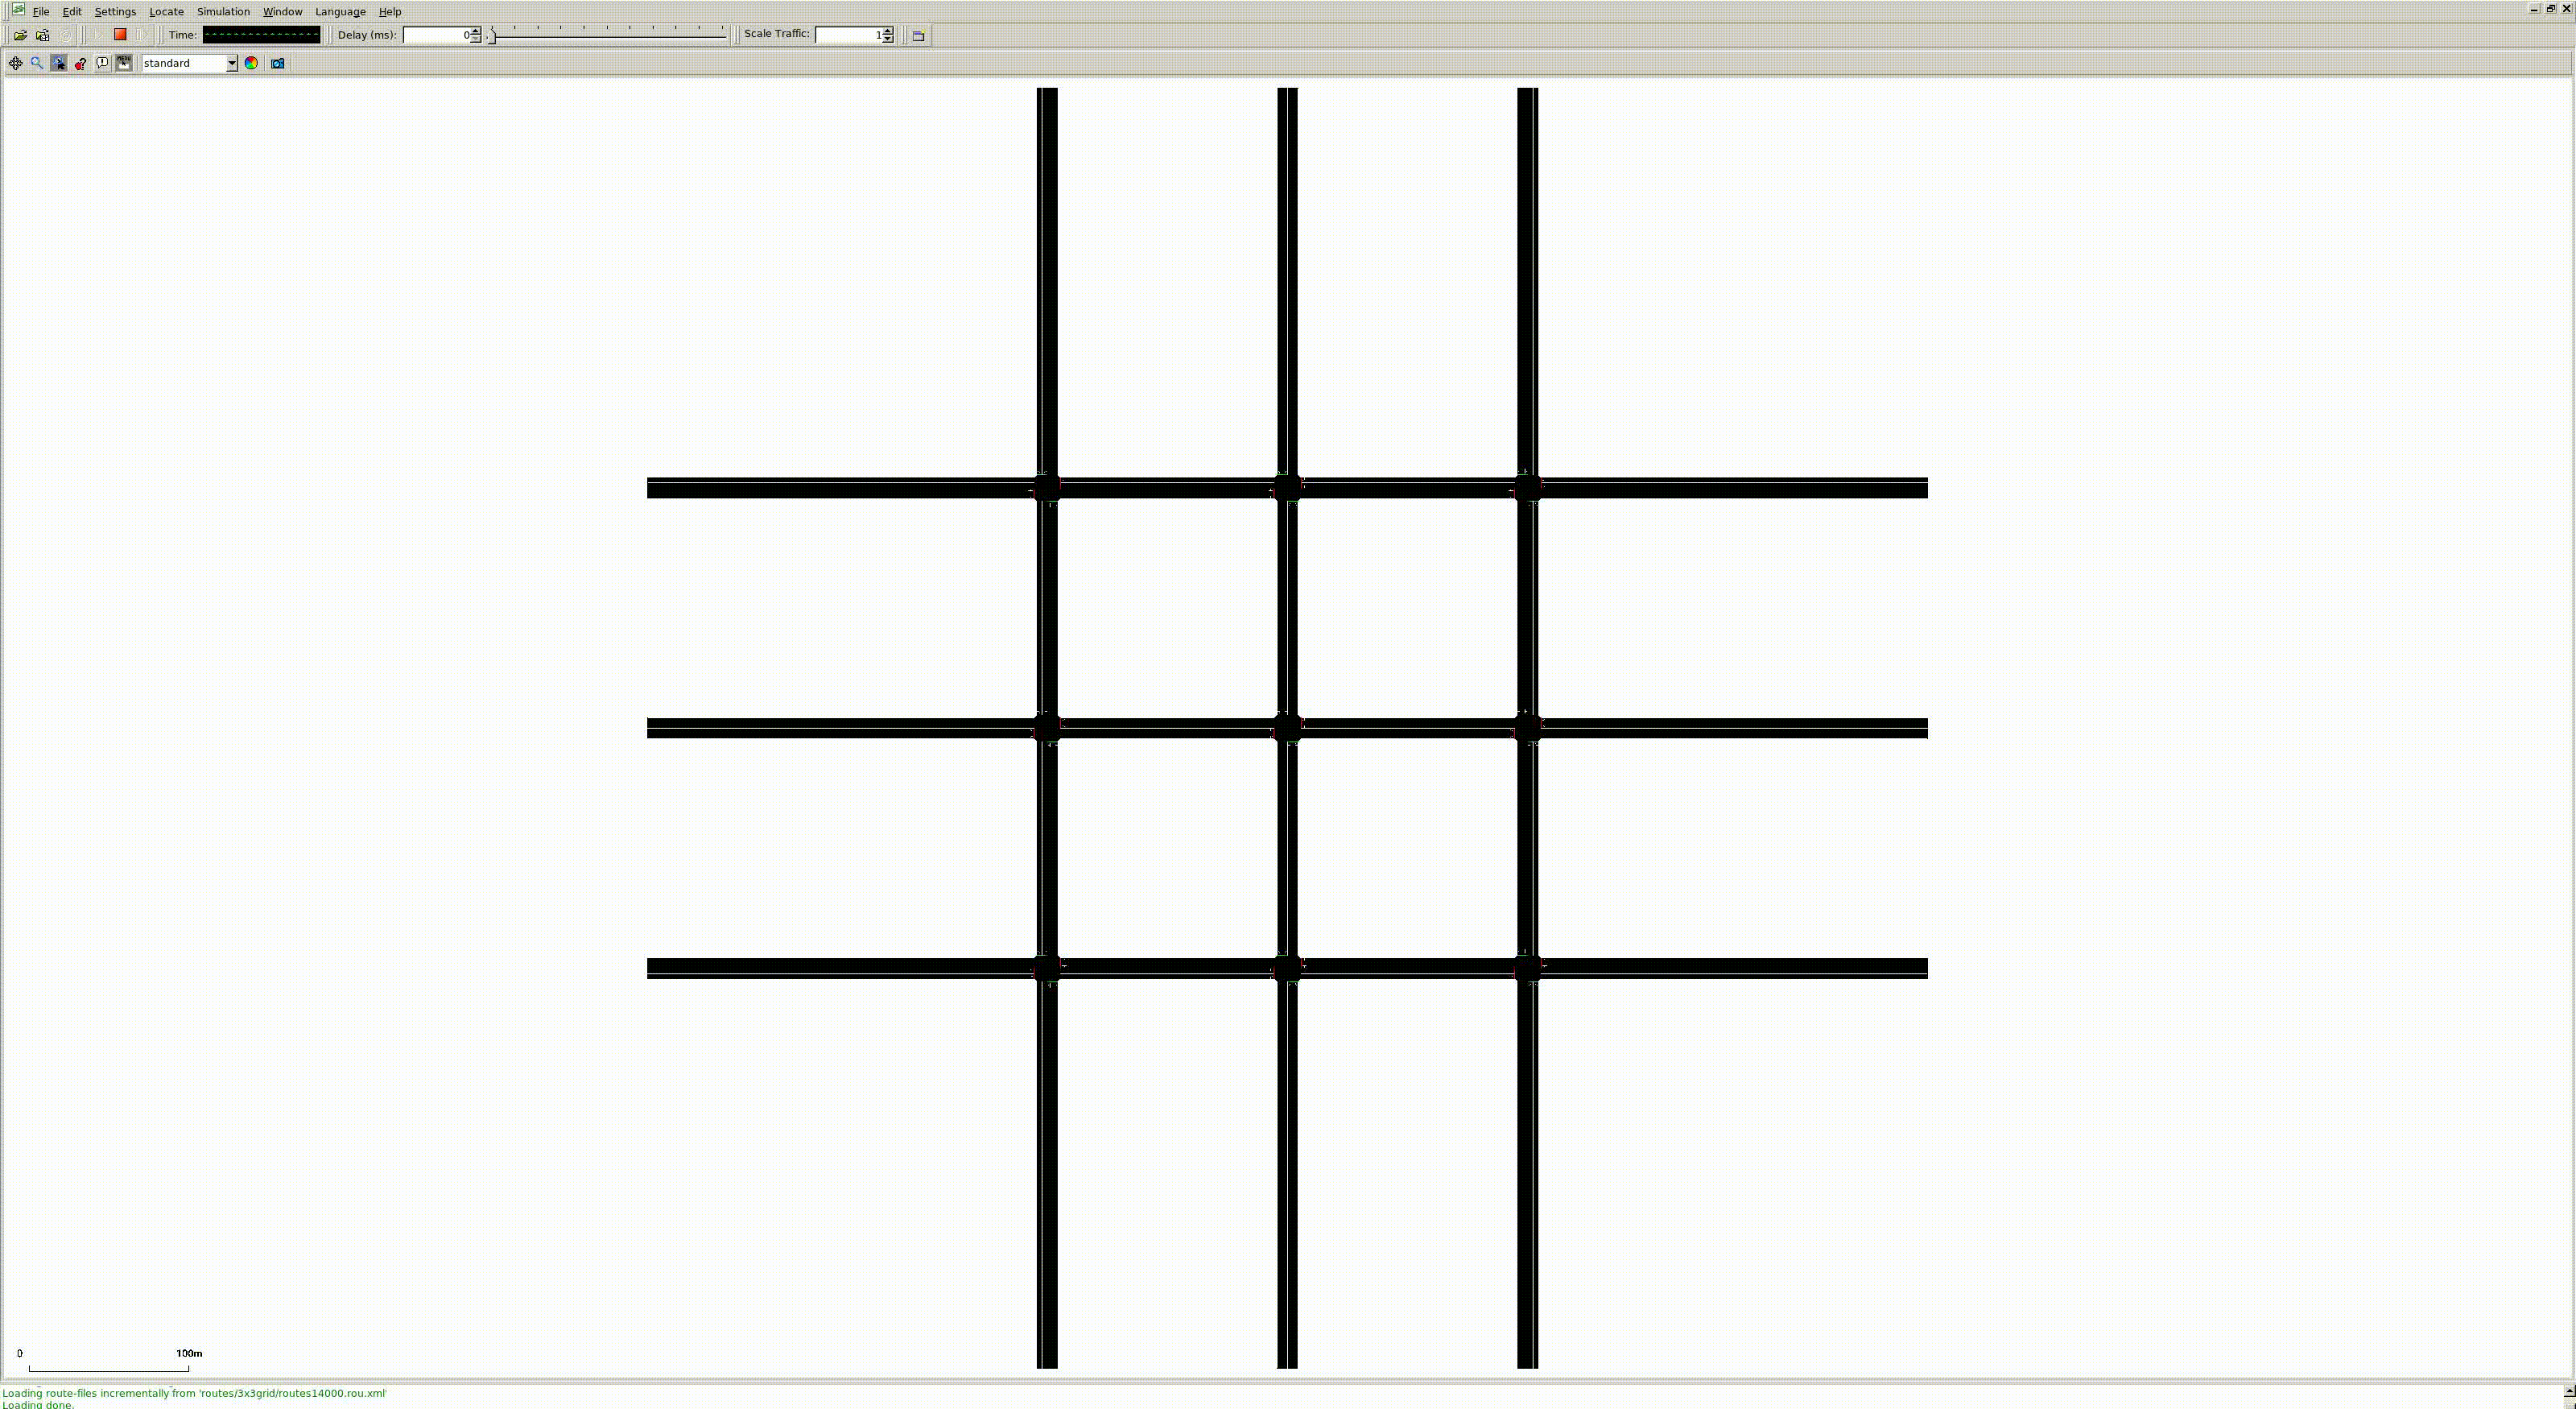 File Edit Settings Locate Simulation Window Language Help
Time: Delay (ms): 0 Scale Traffic: 1
standard
0 100m
Loading route-files incrementally from 'routes/3x3grid/routes14000.rou.xml'
Loading done.